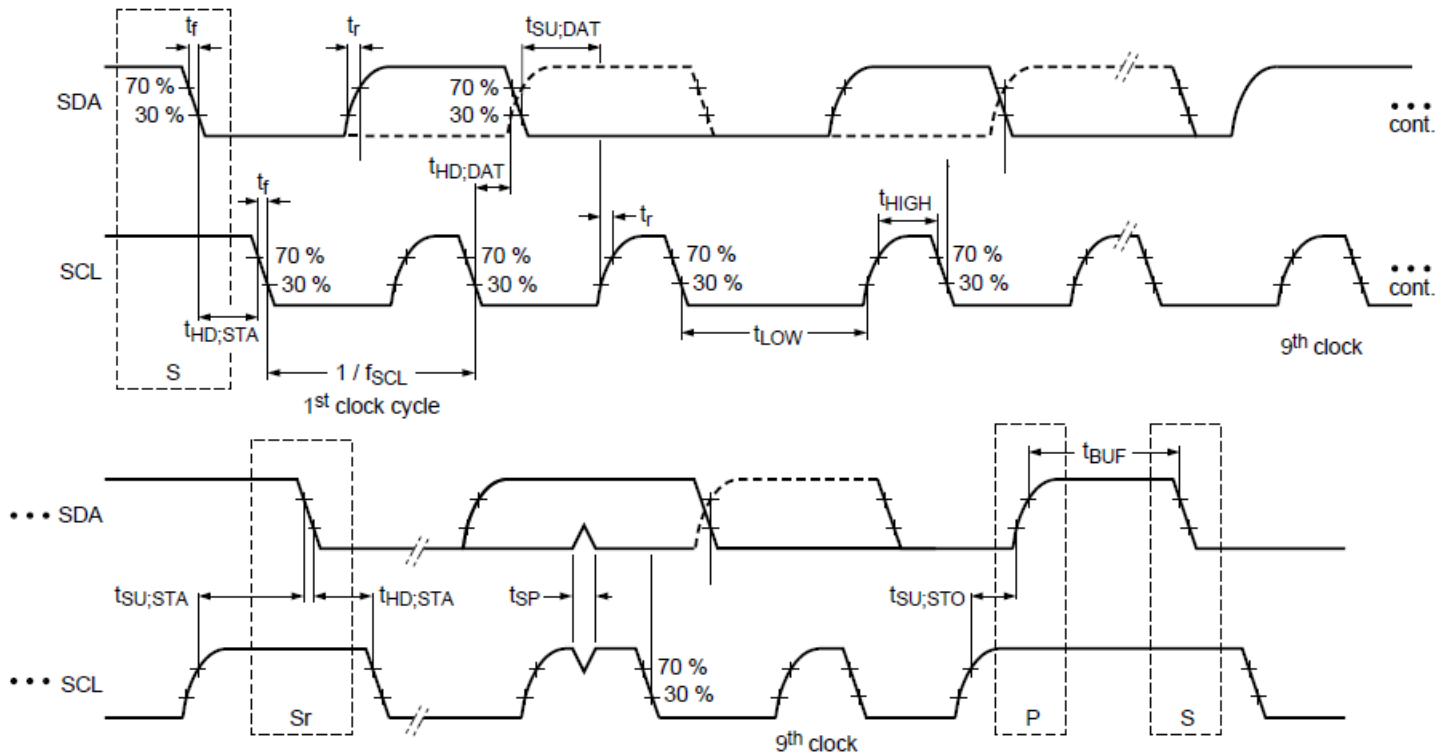 tf tr tSU;DAT
SDA 70 % 70 % ••• cont.
30 % 30 %
tHD;DAT
tf tr tHIGH
SCL 70 % 70 % 70 % 70 % ••• cont.
30 % 30 % 30 % 30 %
tHD;STA tLOW 9th clock
S 1 / fSCL
1st clock cycle
tBUF
••• SDA
tSU;STA tHD;STA tSP tSU;STO
••• SCL 70 %
30 %
Sr P S
9th clock